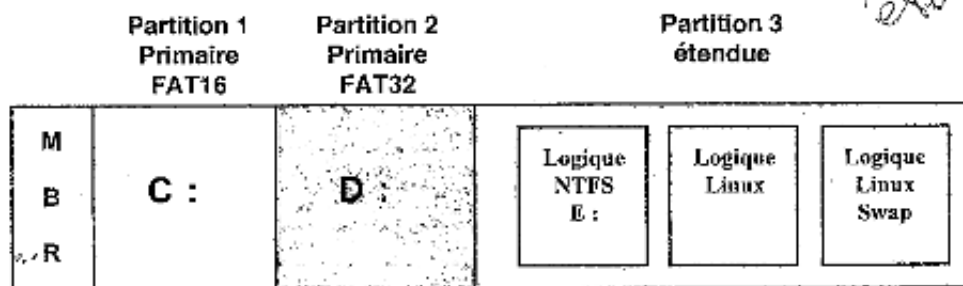 Partition 1
Primaire
FAT16
Partition 2
Primaire
FAT32
Partition 3
étendue
M
B
R
C :
D
Logique
NTFS
E :
Logique
Linux
Logique
Linux
Swap